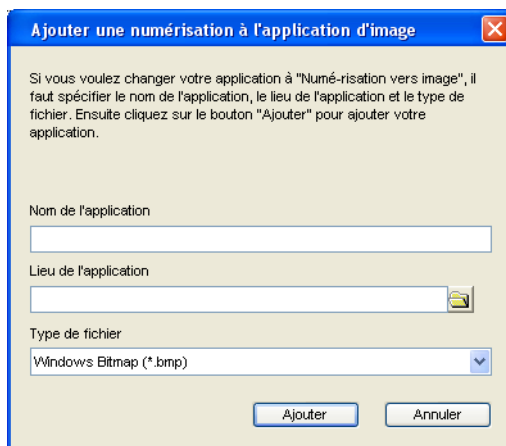 Ajouter une numérisation à l'application d'image
Si vous voulez changer votre application à "Numé-risation vers image", il
faut spécifier le nom de l'application, le lieu de l'application et le type de
fichier. Ensuite cliquez sur le bouton "Ajouter" pour ajouter votre
application.
Nom de l'application
Lieu de l'application
Type de fichier
Windows Bitmap (*.bmp)
Ajouter
Annuler